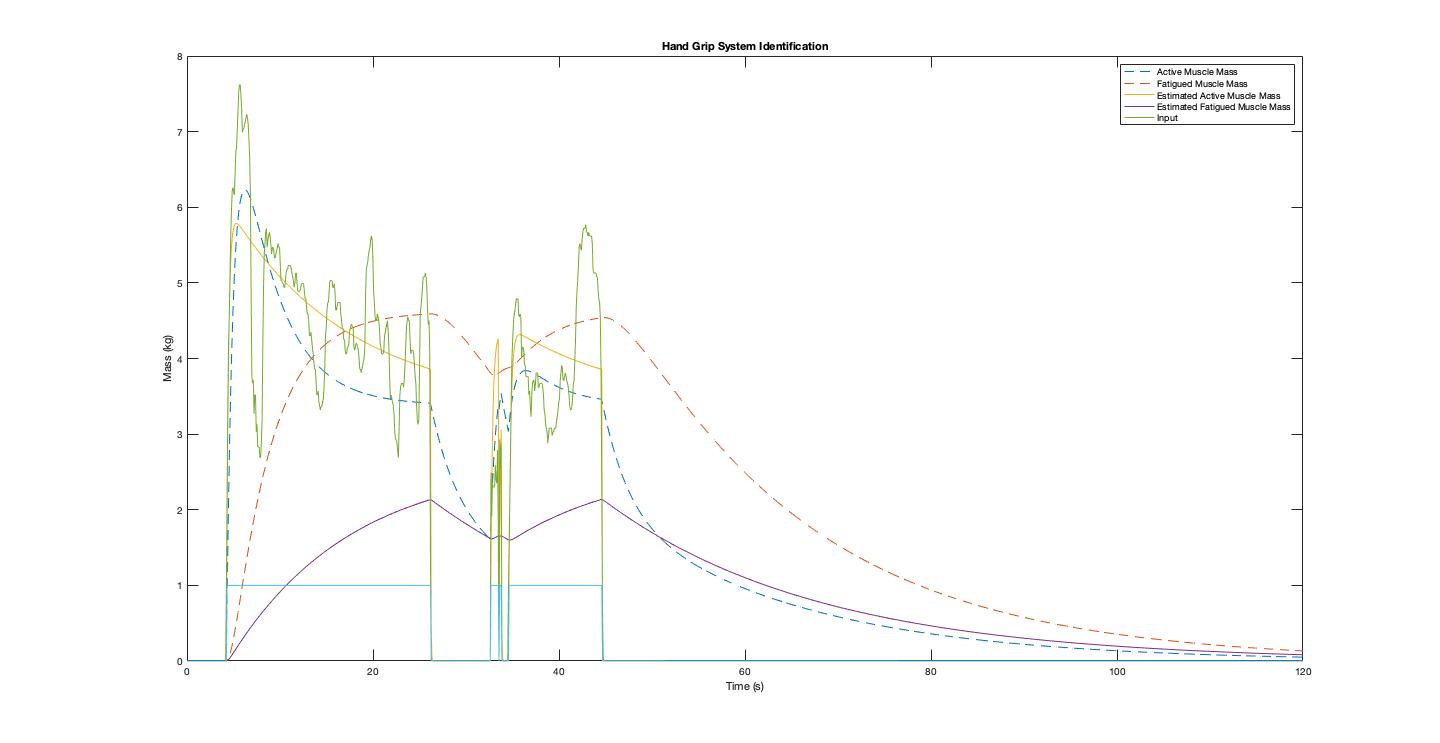 Hand Grip System Identification
8
7
6
5
4
3
2
1
0
Mass (kg)
Active Muscle Mass
Fatigued Muscle Mass
Estimated Active Muscle Mass
Estimated Fatigued Muscle Mass
Input
0
20
40
60
80
100
120
Time (s)